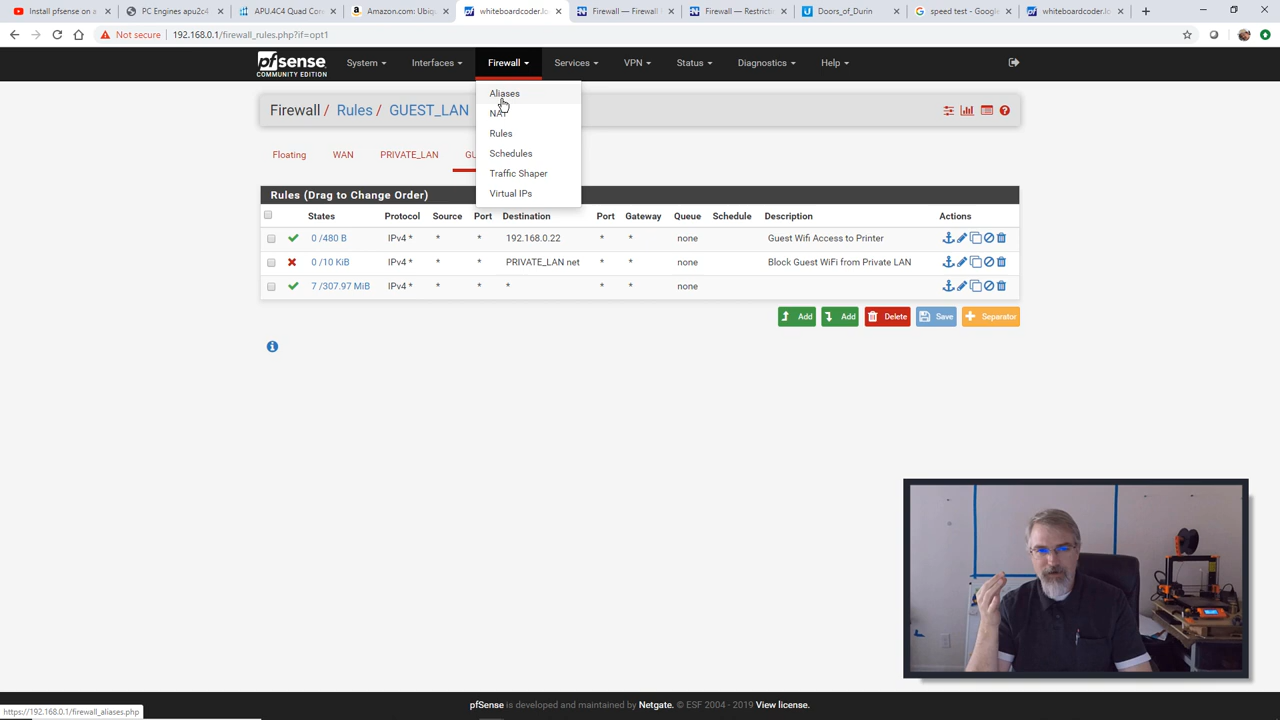 Install pfsense on a
PC Engines apu2c4
APU.4C4 Quad Cor
Amazon.com: Ubiq
whiteboardcoder.lo
Firewall — Firewall
Firewall — Restrictin
Doors_of_Durin
speed test - Google
whiteboardcoder.lo
Not secure 192.168.0.1/firewall_rules.php?if=opt1
pfsense
COMMUNITY EDITION
System Interfaces Firewall Services VPN Status Diagnostics Help
Aliases
NAT
Rules
Schedules
Traffic Shaper
Virtual IPs
Firewall / Rules / GUEST_LAN
Floating WAN PRIVATE_LAN GU
Rules (Drag to Change Order)
States Protocol Source Port Destination Port Gateway Queue Schedule Description Actions
0 /480 B IPv4 * * * 192.168.0.22 * * none Guest Wifi Access to Printer
0 /10 KiB IPv4 * * * PRIVATE_LAN net * * none Block Guest WiFi from Private LAN
7 /307.97 MiB IPv4 * * * * * * none
Add Add Delete Save Separator
https://192.168.0.1/firewall_aliases.php
pfSense is developed and maintained by Netgate. © ESF 2004 - 2019 View license.